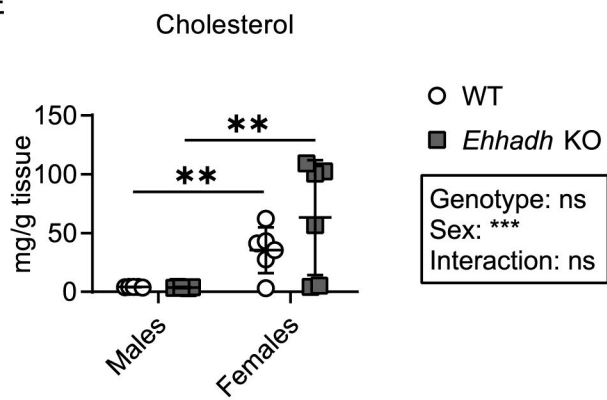 E
Cholesterol
WT
Ehhadh KO
mg/g tissue
150
100
50
0
**
**
Genotype: ns
Sex: ***
Interaction: ns
Males
Females